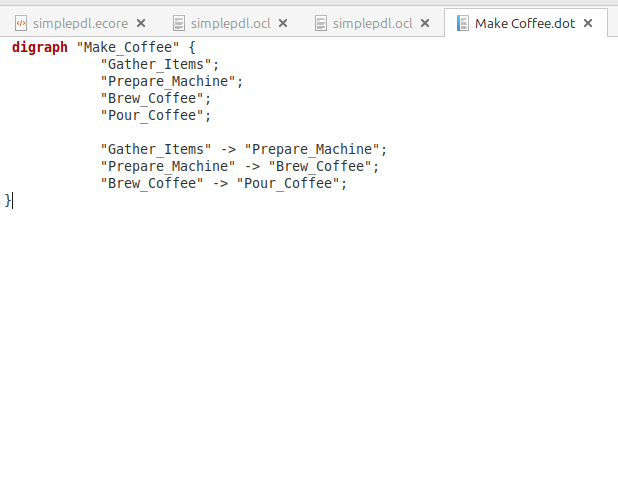 simplepdl.ecore simplepdl.ocl simplepdl.ocl Make Coffee.dot
digraph "Make_Coffee" {
"Gather_Items";
"Prepare_Machine";
"Brew_Coffee";
"Pour_Coffee";
"Gather_Items" -> "Prepare_Machine";
"Prepare_Machine" -> "Brew_Coffee";
"Brew_Coffee" -> "Pour_Coffee";
}